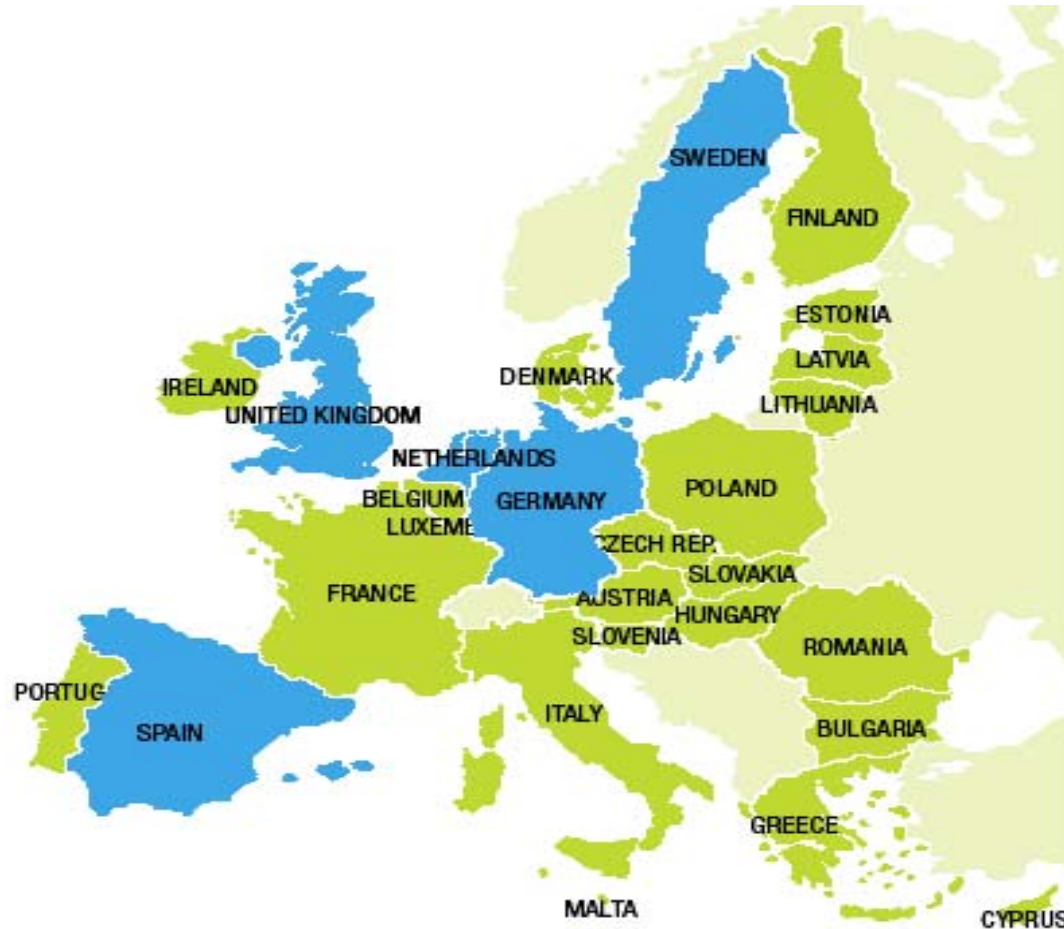 SWEDEN
FINLAND
ESTONIA
LATVIA
DENMARK
IRELAND
LITHUANIA
UNITED KINGDOM
NETHERLANDS
POLAND
BELGIUM
GERMANY
LUXEME
CZECH REP.
SLOVAKIA
FRANCE
AUSTRIA
HUNGARY
SLOVENIA
ROMANIA
PORTUG
ITALY
SPAIN
BULGARIA
GREECE
MALTA
CYPRUS